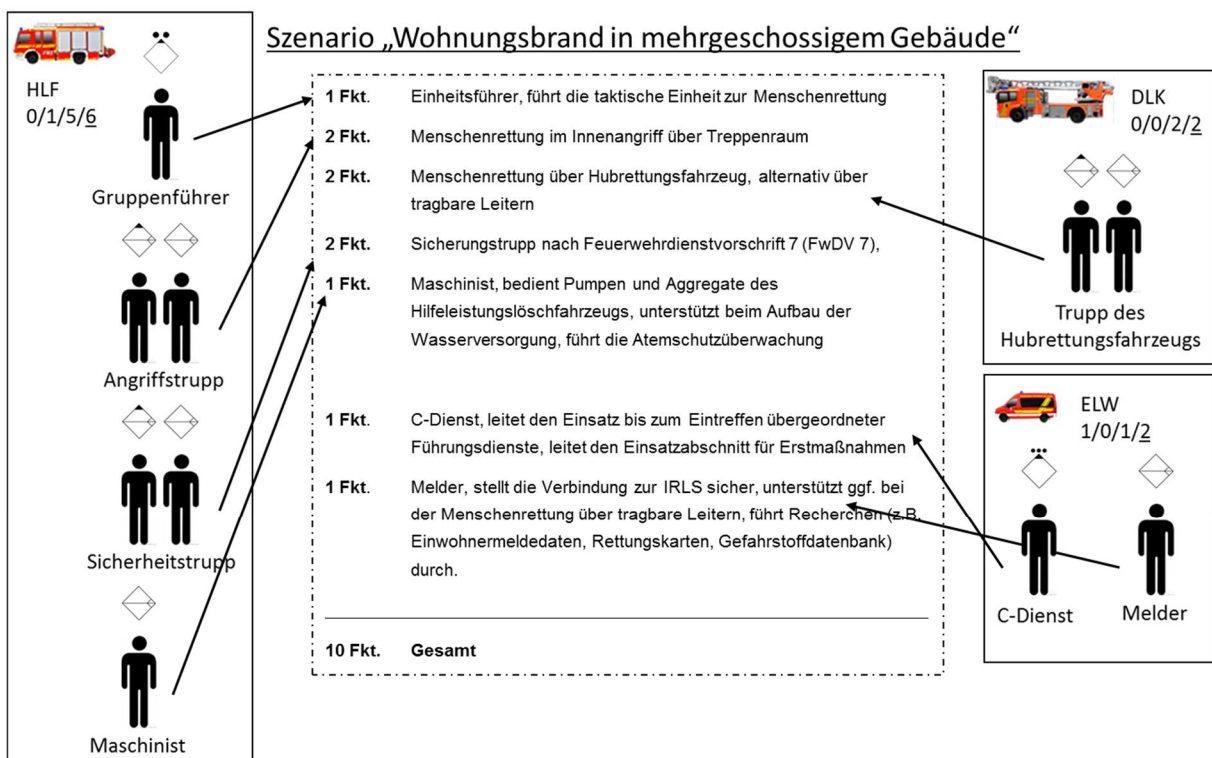 Szenario „Wohnungsbrand in mehrgeschossigem Gebäude“
HLF
0/1/5/6
Gruppenführer
Angriffstrupp
Sicherheitstrupp
Maschinist
1 Fkt. Einheitsführer, führt die taktische Einheit zur Menschenrettung
2 Fkt. Menschenrettung im Innenangriff über Treppenraum
2 Fkt. Menschenrettung über Hubrettungsfahrzeug, alternativ über
tragbare Leitern
2 Fkt. Sicherungstrupp nach Feuerwehrdienstvorschrift 7 (FwDV 7),
1 Fkt. Maschinist, bedient Pumpen und Aggregate des
Hilfeleistungslöschfahrzeugs, unterstützt beim Aufbau der
Wasserversorgung, führt die Atemschutzüberwachung
1 Fkt. C-Dienst, leitet den Einsatz bis zum Eintreffen übergeordneter
Führungsdienste, leitet den Einsatzabschnitt für Erstmaßnahmen
1 Fkt. Melder, stellt die Verbindung zur IRLS sicher, unterstützt ggf. bei
der Menschenrettung über tragbare Leitern, führt Recherchen (z.B.
Einwohnermeldedaten, Rettungskarten, Gefahrstoffdatenbank)
durch.
10 Fkt. Gesamt
DLK
0/0/2/2
Trupp des
Hubrettungsfahrzeugs
ELW
1/0/1/2
C-Dienst
Melder